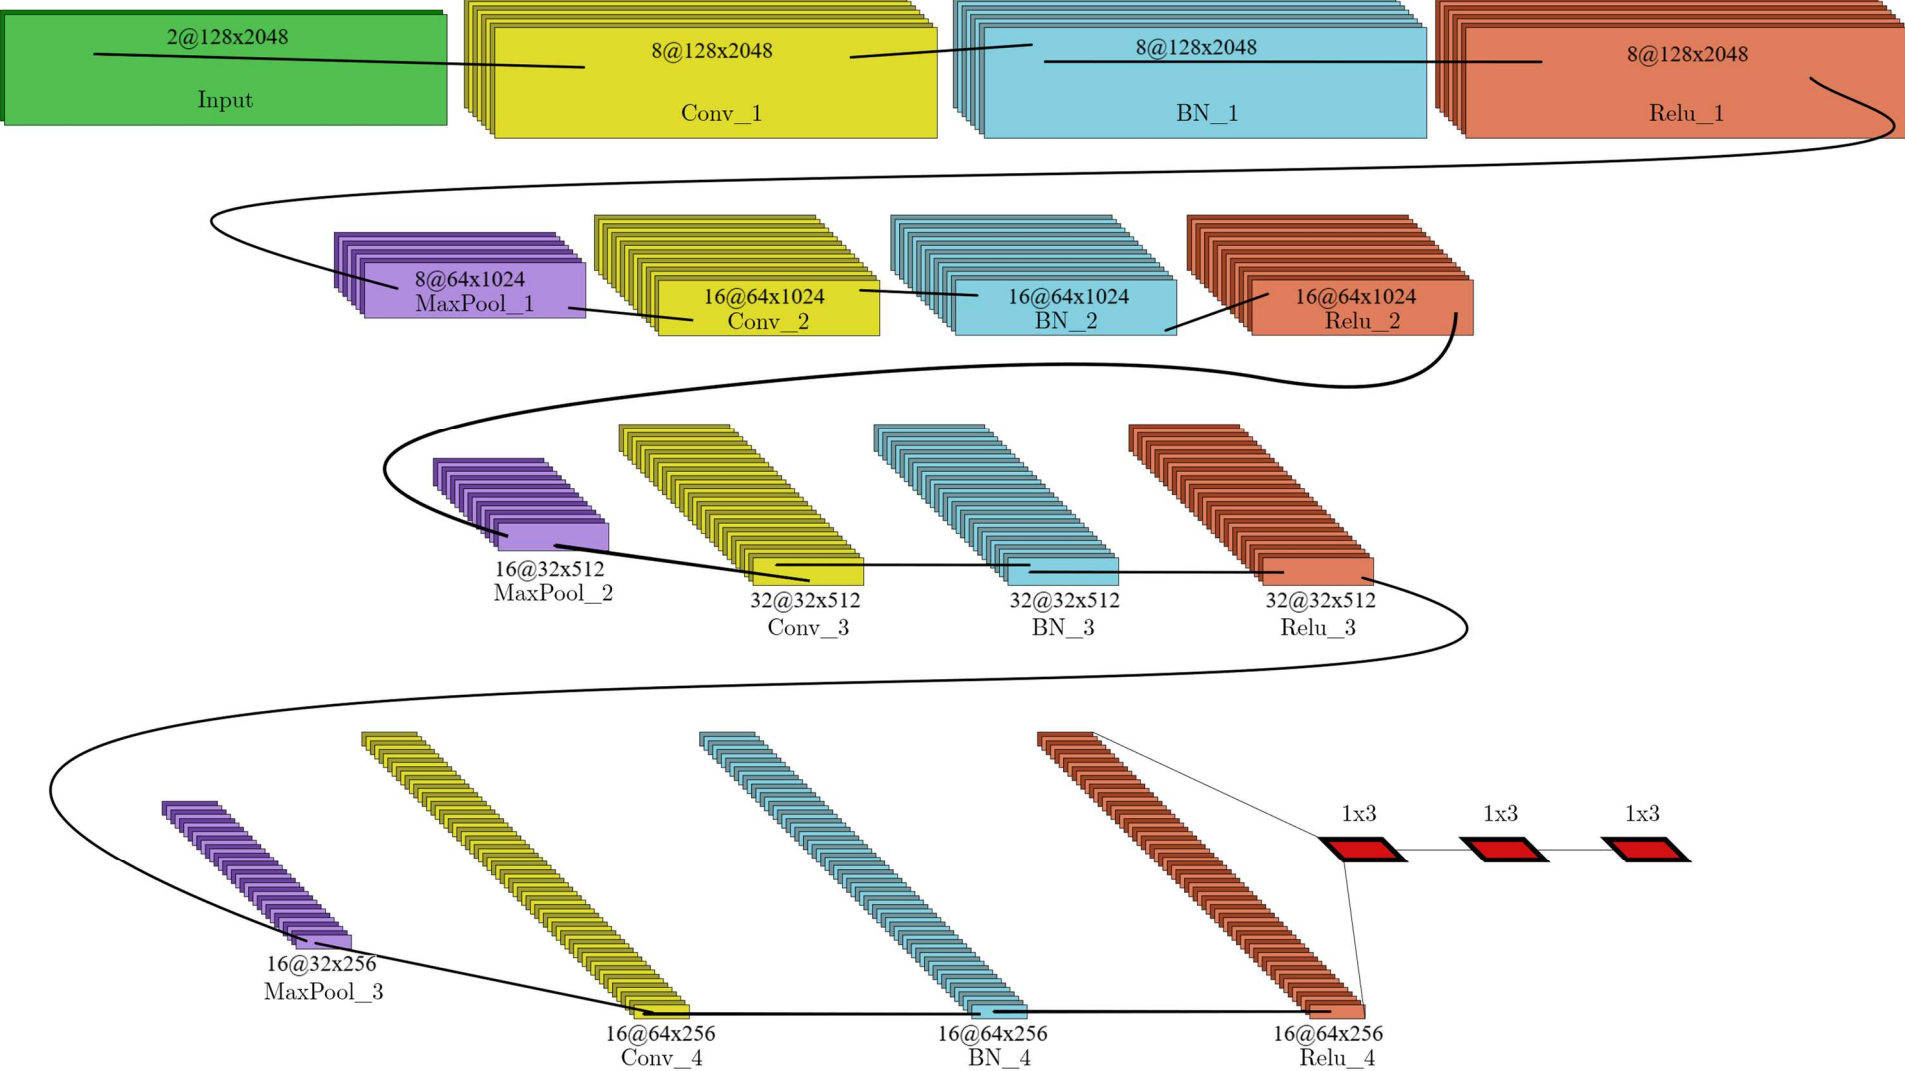 2@128x2048
Input
8@128x2048
Conv_1
8@128x2048
BN_1
8@128x2048
Relu_1
8@64x1024
MaxPool_1
16@64x1024
Conv_2
16@64x1024
BN_2
16@64x1024
Relu_2
16@32x512
MaxPool_2
32@32x512
Conv_3
32@32x512
BN_3
32@32x512
Relu_3
16@32x256
MaxPool_3
16@64x256
Conv_4
16@64x256
BN_4
16@64x256
Relu_4
1x3
1x3
1x3